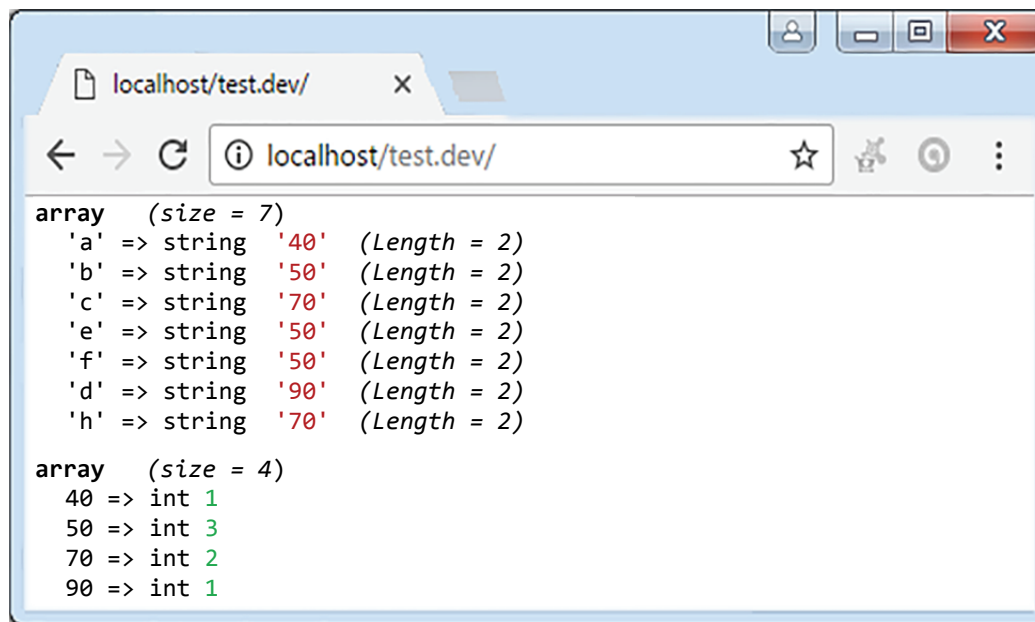 localhost/test.dev/
localhost/test.dev/
array (size = 7)
'a' => string '40' (Length = 2)
'b' => string '50' (Length = 2)
'c' => string '70' (Length = 2)
'e' => string '50' (Length = 2)
'f' => string '50' (Length = 2)
'd' => string '90' (Length = 2)
'h' => string '70' (Length = 2)
array (size = 4)
40 => int 1
50 => int 3
70 => int 2
90 => int 1